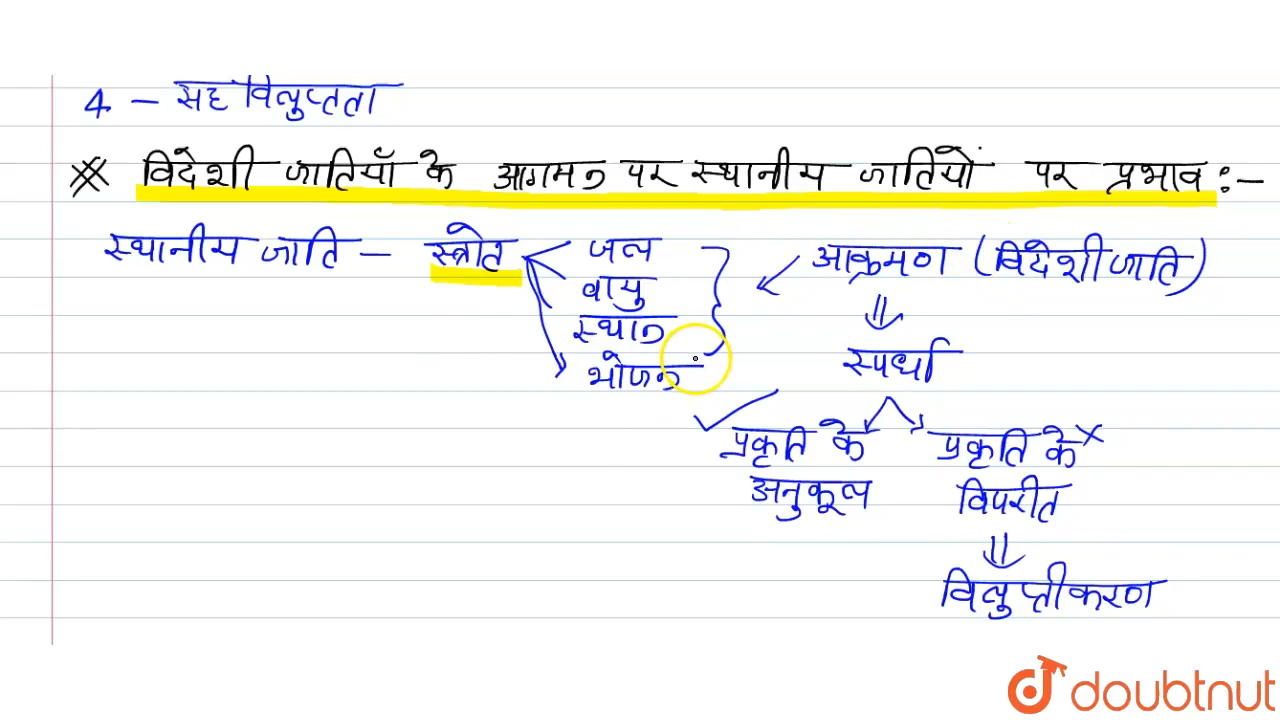 4 - सह विलुप्तता
※ विदेशी जातियाँ के आगमन पर स्थानीय जातियों पर प्रभाव :-
स्थानीय जाति - स्त्रोत
जल
वायु
स्थान
भोजन
आक्रमण (विदेशी जाति)
स्पर्धा
प्रकृति के
अनुकूल
प्रकृति के
विपरीत
विलुप्तीकरण
doubtnut